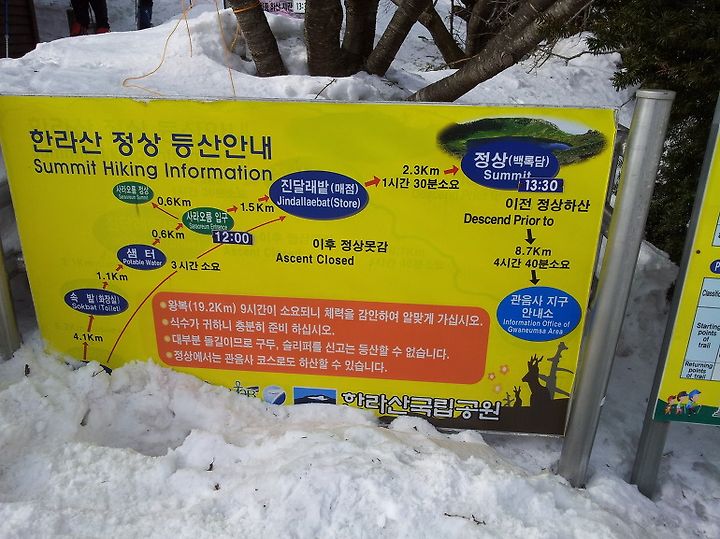 13:30
한라산 정상 등산안내
Summit Hiking Information
사라오름 정상
Saraoreum Summit
0.6Km
사라오름 입구
Saraoreum Entrance
12:00
0.6Km
1.5Km
진달래밭(매점)
Jindallaebat(Store)
2.3Km
1시간 30분소요
정상(백록담)
Summit
13:30
이전 정상하산
Descend Prior to
이후 정상못감
Ascent Closed
샘터
Potable Water
3시간 소요
1.1Km
속 밭(화장실)
Sokbat(Toilet)
4.1Km
8.7Km
4시간 40분소요
관음사 지구
안내소
Information Office of
Gwaneumsa Area
•왕복(19.2Km) 9시간이 소요되니 체력을 감안하여 알맞게 가십시오.
•식수가 귀하니 충분히 준비 하십시오.
•대부분 돌길이므로 구두, 슬리퍼를 신고는 등산할 수 없습니다.
•정상에서는 관음사 코스로도 하산할 수 있습니다.
한라산국립공원
Starting
points
of
trail
Returning
points of
trail